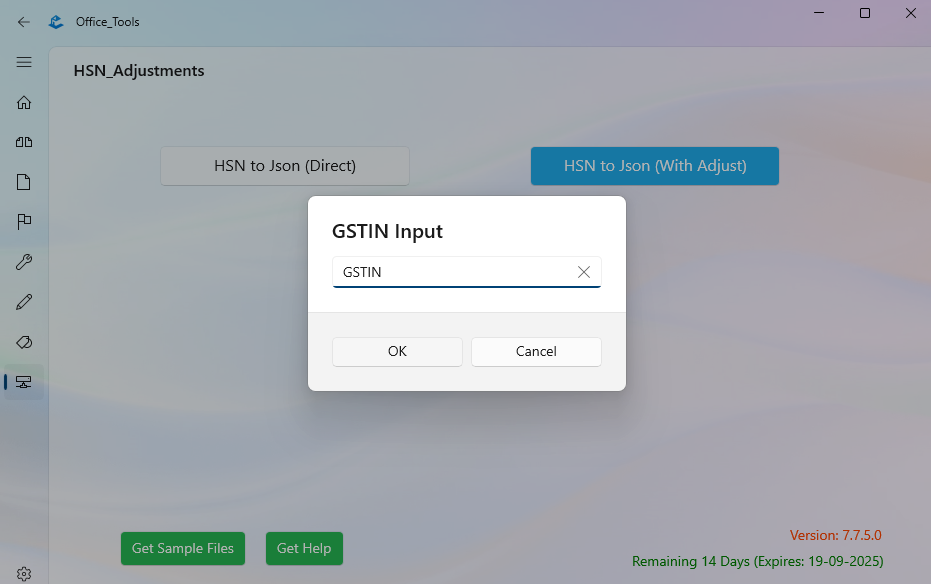 Office_Tools
HSN_Adjustments
HSN to Json (Direct)
HSN to Json (With Adjust)
GSTIN Input
GSTIN
OK
Cancel
Get Sample Files
Get Help
Version: 7.7.5.0
Remaining 14 Days (Expires: 19-09-2025)